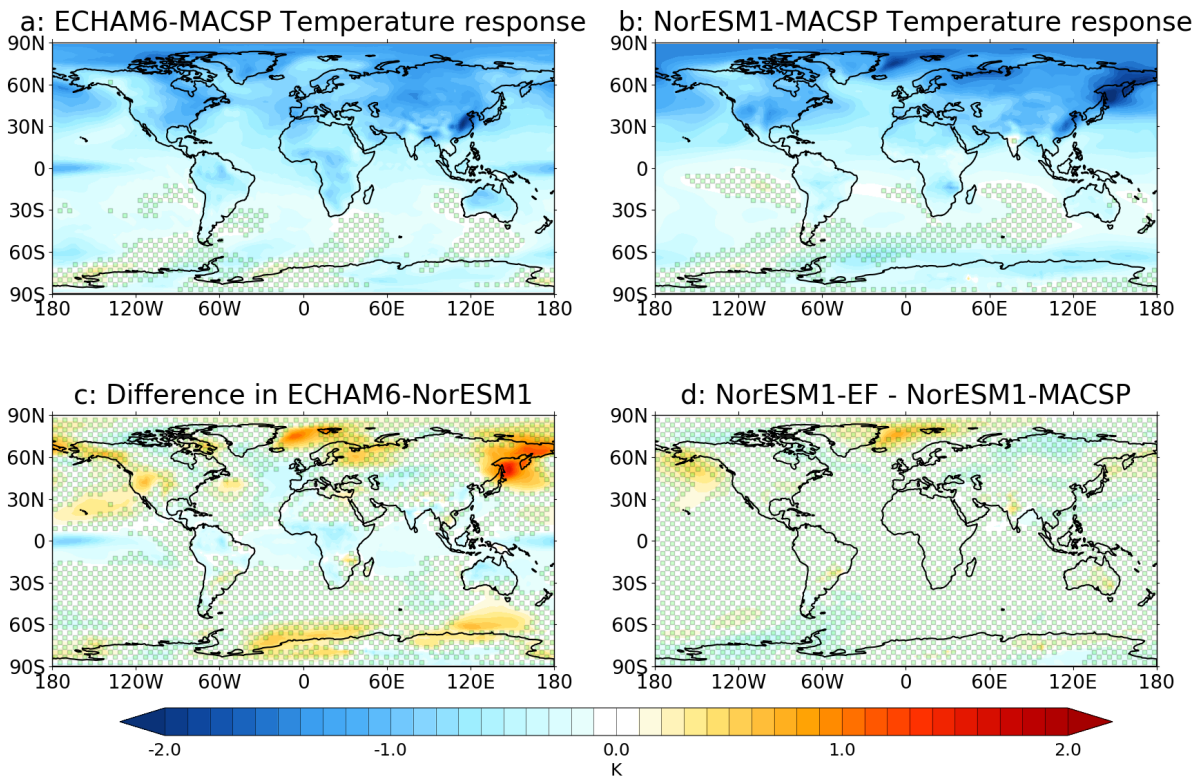 a: ECHAM6-MACSP Temperature response
b: NorESM1-MACSP Temperature response
90N
60N
30N
0
30S
60S
90S
180 120W 60W 0 60E 120E 180
90N
60N
30N
0
30S
60S
90S
180 120W 60W 0 60E 120E 180
c: Difference in ECHAM6-NorESM1
d: NorESM1-EF - NorESM1-MACSP
90N
60N
30N
0
30S
60S
90S
180 120W 60W 0 60E 120E 180
90N
60N
30N
0
30S
60S
90S
180 120W 60W 0 60E 120E 180
-2.0 -1.0 0.0 1.0 2.0
K